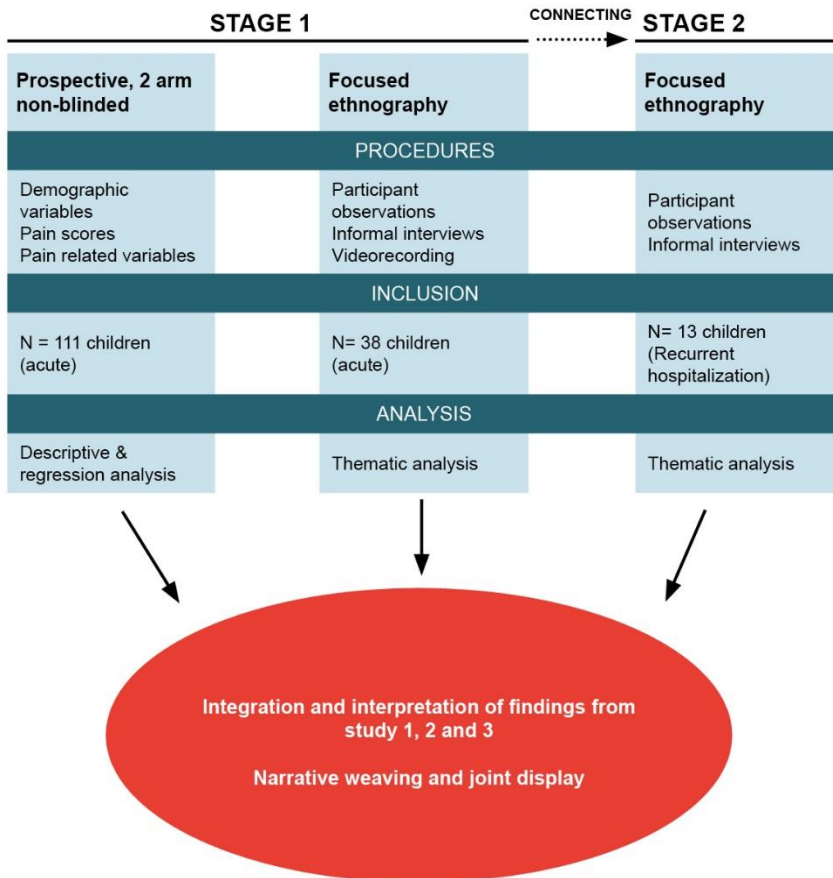 STAGE 1
CONNECTING
STAGE 2
Prospective, 2 arm
non-blinded
Focused
ethnography
Focused
ethnography
PROCEDURES
Demographic
variables
Pain scores
Pain related variables
Participant
observations
Informal interviews
Videorecording
Participant
observations
Informal interviews
INCLUSION
N = 111 children
(acute)
N= 38 children
(acute)
N= 13 children
(Recurrent
hospitalization)
ANALYSIS
Descriptive &
regression analysis
Thematic analysis
Thematic analysis
Integration and interpretation of findings from
study 1, 2 and 3
Narrative weaving and joint display